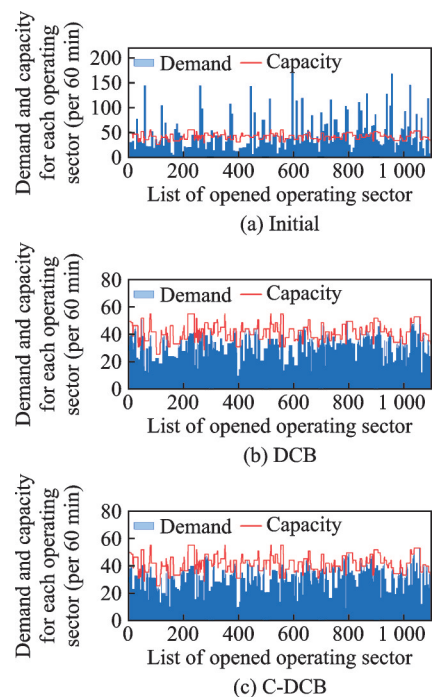 Demand and capacity
for each operating
sector (per 60 min)
200
150
100
50
0
Demand Capacity
0 200 400 600 800 1 000
List of opened operating sector
(a) Initial
Demand and capacity
for each operating
sector (per 60 min)
80
60
40
20
0
Demand Capacity
0 200 400 600 800 1 000
List of opened operating sector
(b) DCB
Demand and capacity
for each operating
sector (per 60 min)
80
60
40
20
0
Demand Capacity
0 200 400 600 800 1 000
List of opened operating sector
(c) C-DCB